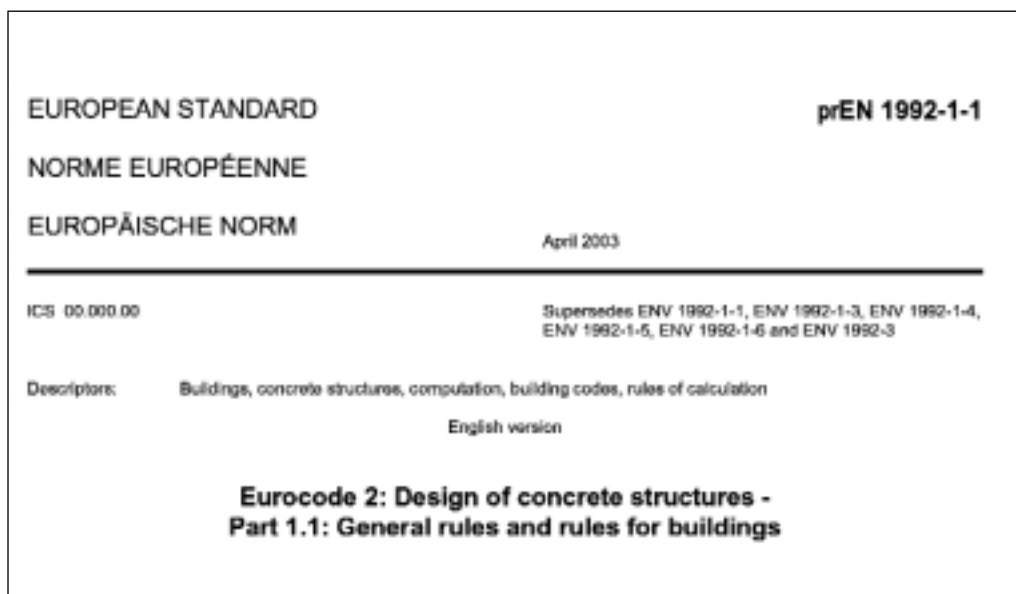 EUROPEAN STANDARD
prEN 1992-1-1
NORME EUROPÉENNE
EUROPÄISCHE NORM
April 2003
ICS 00.000.00
Supersedes ENV 1992-1-1, ENV 1992-1-3, ENV 1992-1-4,
ENV 1992-1-5, ENV 1992-1-6 and ENV 1992-3
Descriptors: Buildings, concrete structures, computation, building codes, rules of calculation
English version
Eurocode 2: Design of concrete structures -
Part 1.1: General rules and rules for buildings